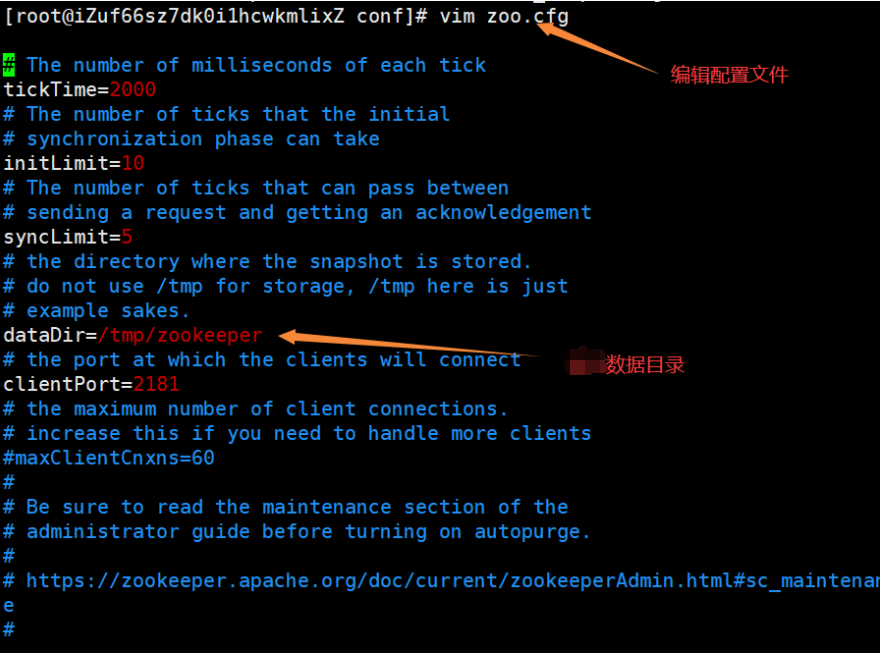 [root@iZuf66sz7dk0i1hcwkmlixZ conf]# vim zoo.cfg
编辑配置文件
# The number of milliseconds of each tick
tickTime=2000
# The number of ticks that the initial
# synchronization phase can take
initLimit=10
# The number of ticks that can pass between
# sending a request and getting an acknowledgement
syncLimit=5
# the directory where the snapshot is stored.
# do not use /tmp for storage, /tmp here is just
# example sakes.
dataDir=/tmp/zookeeper
# the port at which the clients will connect
数据目录
clientPort=2181
# the maximum number of client connections.
# increase this if you need to handle more clients
#maxClientCnxns=60
#
# Be sure to read the maintenance section of the
# administrator guide before turning on autopurge.
#
# https://zookeeper.apache.org/doc/current/zookeeperAdmin.html#sc_maintenan
e
#